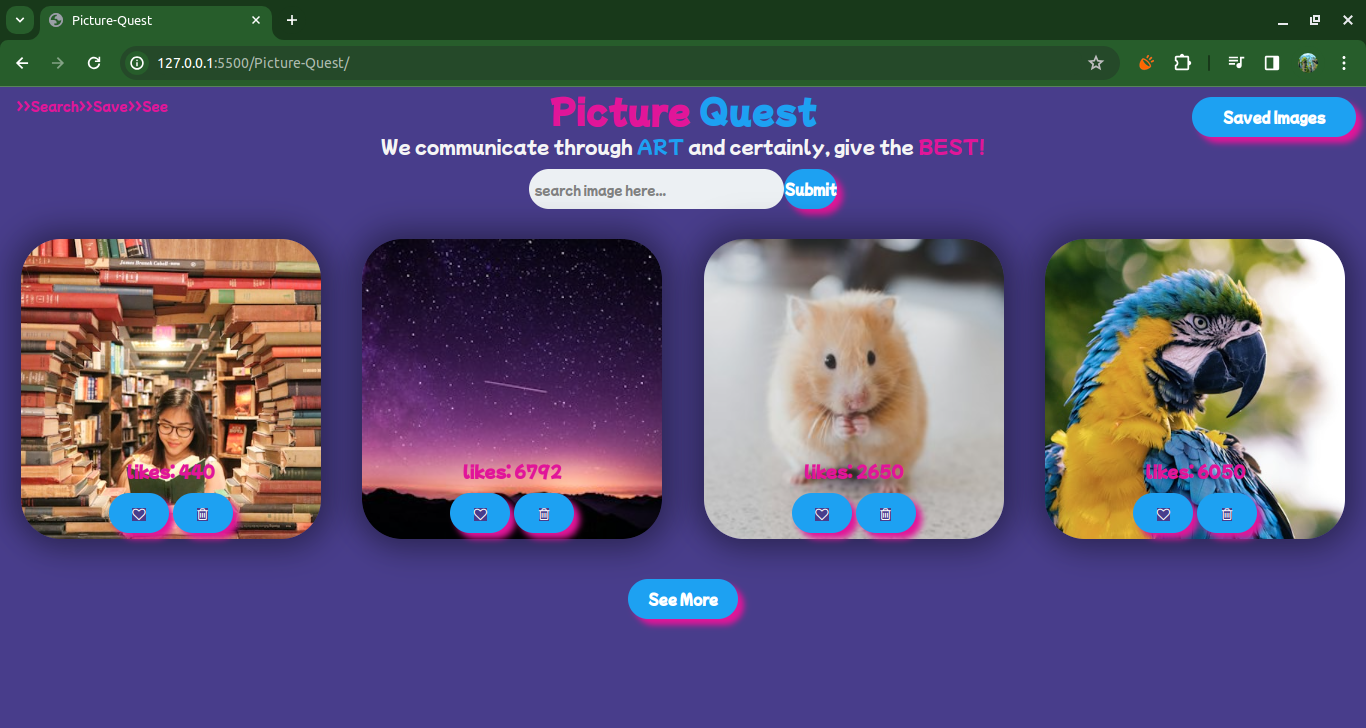 Picture-Quest
127.0.0.1:5500/Picture-Quest/
>>Search>>Save>>See
Picture Quest
Saved Images
We communicate through ART and certainly, give the BEST!
search image here...
Submit
likes: 440
likes: 6792
likes: 2650
likes: 6050
See More